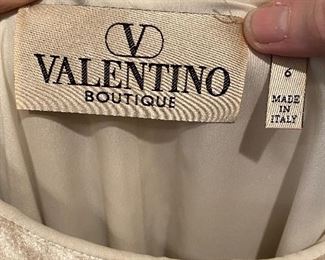 V
VALENTINO
BOUTIQUE
6
MADE
IN
ITALY